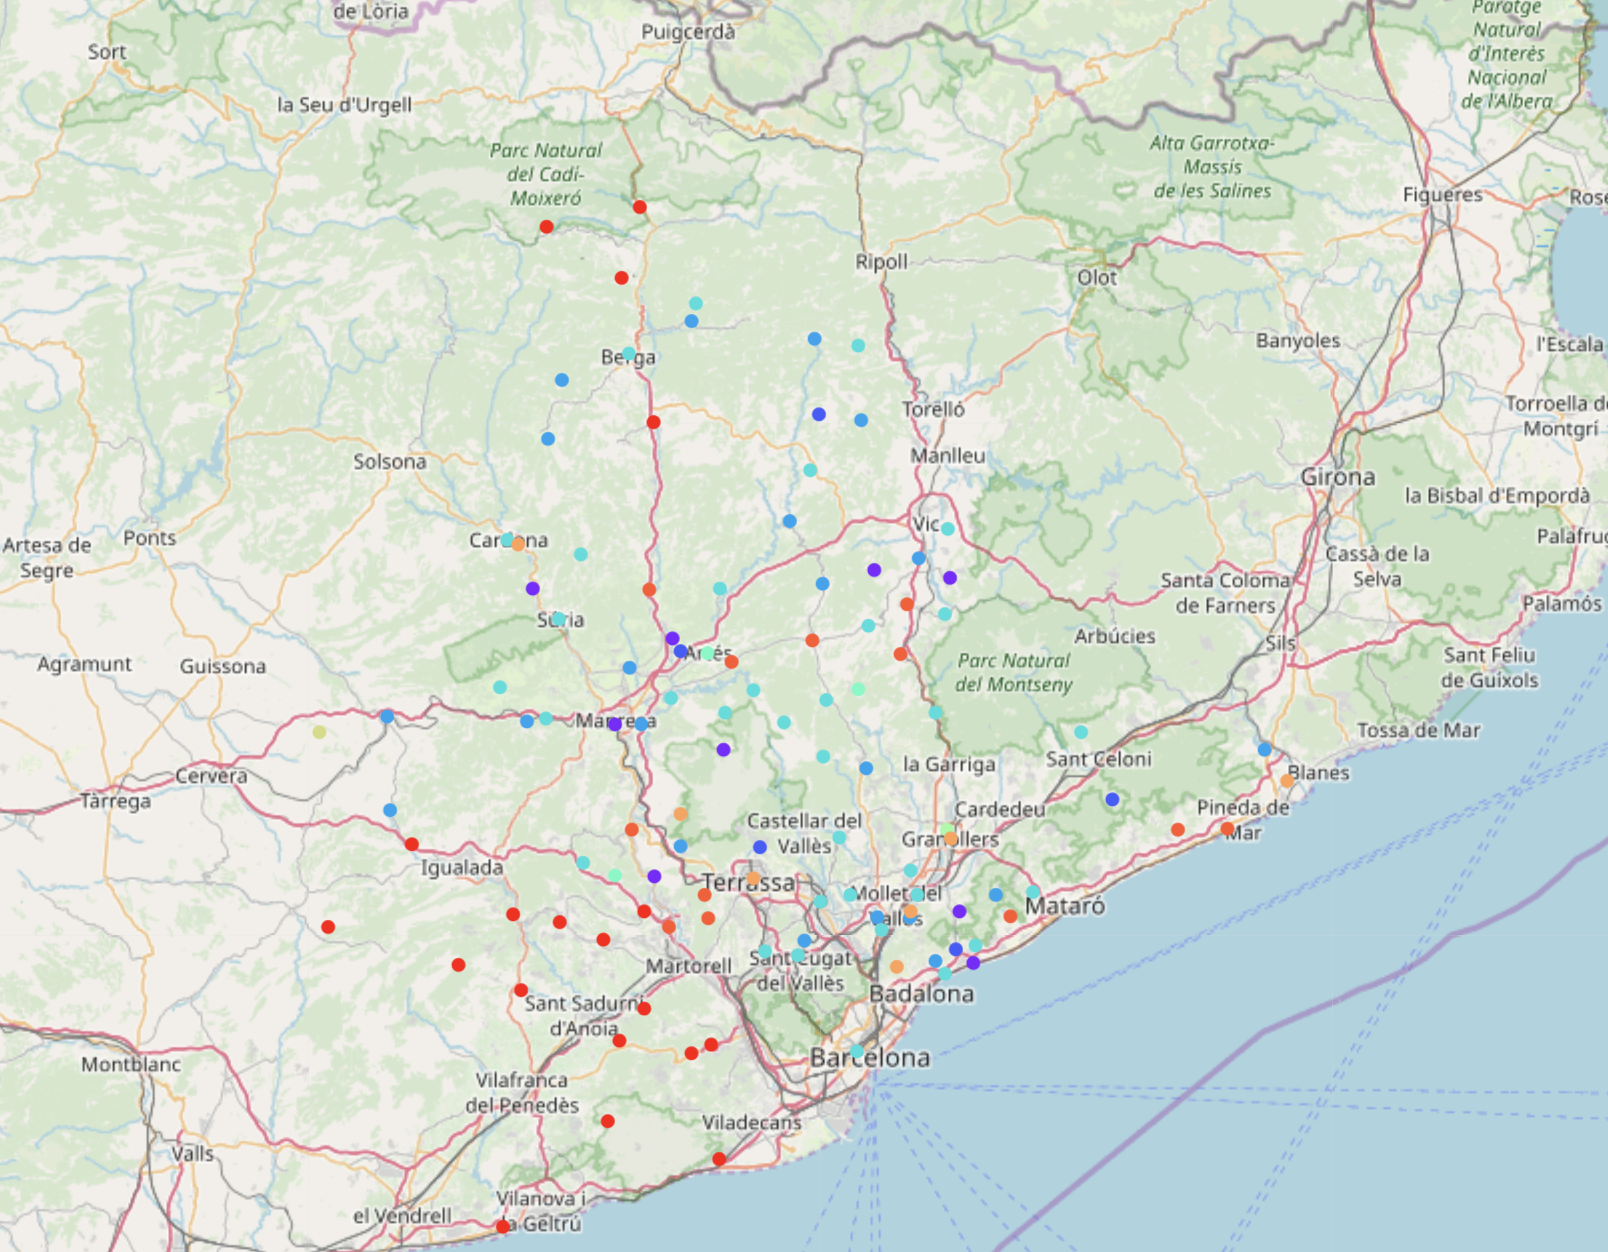 de Lòria
Puigcerdà
Sort
Paratge
Natural
d'Interès
Nacional
de l'Albera
la Seu d'Urgell
Parc Natural
del Cadí-
Moixeró
Alta Garrotxa-
Massís
de les Salines
Figueres
Ripoll
Olot
Banyoles
l'Escala
Berga
Torelló
Torroella de
Montgrí
Manlleu
Solsona
Girona
la Bisbal d'Empordà
Vic
Artesa de
Segre
Ponts
Cardona
Palafrug
Cassà de la
Selva
Santa Coloma
de Farners
Palamós
Súria
Arbúcies
Sils
Artés
Agramunt
Guissona
Parc Natural
del Montseny
Sant Feliu
de Guíxols
Manresa
Tossa de Mar
la Garriga
Sant Celoni
Cervera
Blanes
Tàrrega
Cardedeu
Pineda de
Mar
Castellar del
Vallès
Granollers
Igualada
Terrassa
Mollet del
Vallès
Mataró
Martorell
Sant Cugat
del Vallès
Badalona
Sant Sadurní
d'Anoia
Barcelona
Montblanc
Vilafranca
del Penedès
Viladecans
Valls
Vilanova i
la Geltrú
el Vendrell